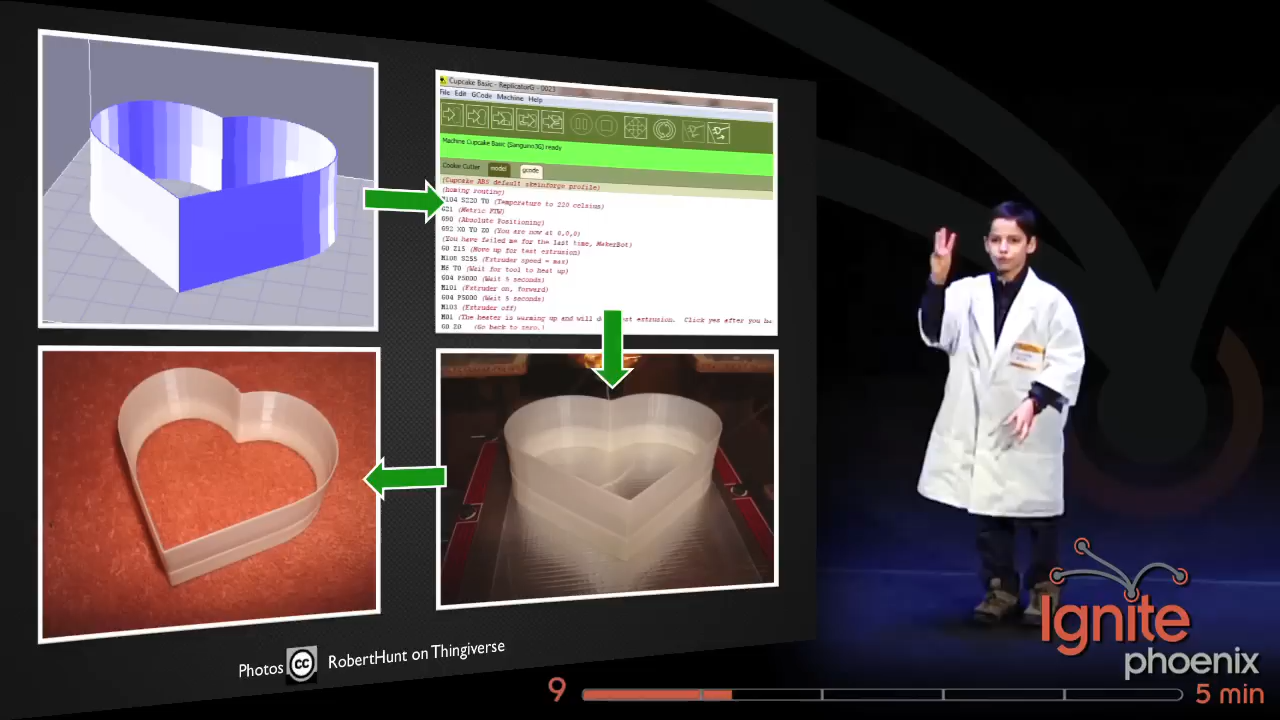 Cupcake Basic - ReplicatorG - 0023
File Edit GCode Machine Help
Machine Cupcake Basic (Sanguino3G) ready
Cookie Cutter model gcode
(Cupcake ABS default skeinforge profile)
(homing routing)
M104 S220 T0 (Temperature to 220 celsius)
G21 (Metric FTW)
G90 (Absolute Positioning)
G92 X0 Y0 Z0 (You are now at 0,0,0)
(You have failed me for the last time, MakerBot)
G0 Z15 (Move up for test extrusion)
M108 S255 (Extruder speed = max)
M6 T0 (Wait for tool to heat up)
G04 P5000 (Wait 5 seconds)
M101 (Extruder on, forward)
G04 P5000 (Wait 5 seconds)
M103 (Extruder off)
M01 (The heater is warming up and will do test extrusion. Click yes after you ha
G0 Z0 (Go back to zero.)
Photos cc RobertHunt on Thingiverse
Ignite
phoenix
9 5 min